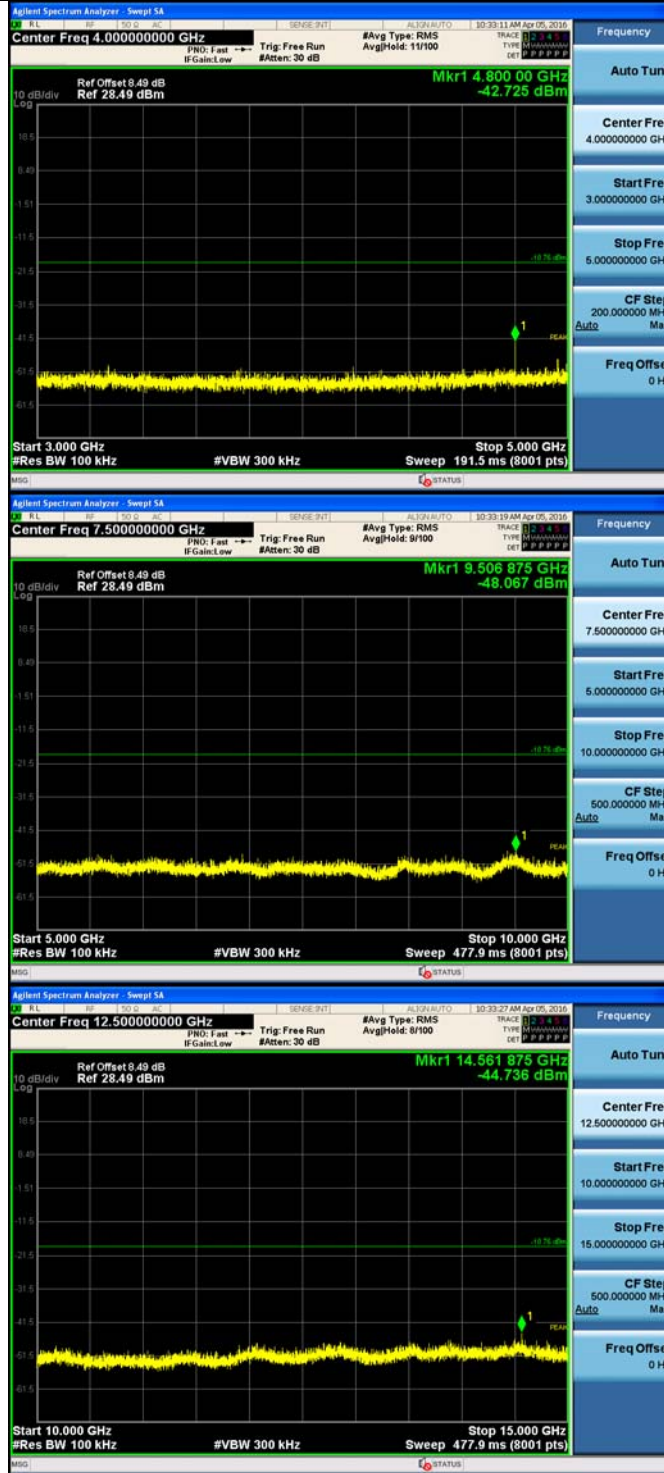 Agilent Spectrum Analyzer - Swept SA
RL RF 50 Ω AC SENSE:INT ALIGN AUTO 10:33:11 AM Apr 05, 2016
Center Freq 4.000000000 GHz #Avg Type: RMS TRACE 1 2 3 4 5 Frequency
PNO: Fast Trig: Free Run Avg|Hold: 11/100 TYPE M
IFGain:Low #Atten: 30 dB DET P P P P P P
Auto Tun
Mkr1 4.800 00 GHz
Ref Offset 8.49 dB
10 dB/div Ref 28.49 dBm -42.725 dBm
Log
Center Fre
4.000000000 GH
18.5
8.49
Start Fre
3.000000000 GH
-1.51
-11.5
Stop Fre
5.000000000 GH
-21.5
CF Ste
200.000000 MH
Auto Ma
-31.5
1
-41.5
PEAK
Freq Offse
0 H
-51.5
-61.5
Start 3.000 GHz Stop 5.000 GHz
#Res BW 100 kHz #VBW 300 kHz Sweep 191.5 ms (8001 pts)
MSG STATUS
Agilent Spectrum Analyzer - Swept SA
RL RF 50 Ω AC SENSE:INT ALIGN AUTO 10:33:19 AM Apr 05, 2016
Center Freq 7.500000000 GHz #Avg Type: RMS TRACE 1 2 3 4 5 Frequency
PNO: Fast Trig: Free Run Avg|Hold: 9/100 TYPE M
IFGain:Low #Atten: 30 dB DET P P P P P P
Auto Tun
Mkr1 9.506 875 GHz
Ref Offset 8.49 dB
10 dB/div Ref 28.49 dBm -48.067 dBm
Log
Center Fre
7.500000000 GH
18.5
8.49
Start Fre
5.000000000 GH
-1.51
-11.5
Stop Fre
10.000000000 GH
-21.5
CF Ste
500.000000 MH
Auto Ma
-31.5
-41.5
1
PEAK
Freq Offse
0 H
-51.5
-61.5
Start 5.000 GHz Stop 10.000 GHz
#Res BW 100 kHz #VBW 300 kHz Sweep 477.9 ms (8001 pts)
MSG STATUS
Agilent Spectrum Analyzer - Swept SA
RL RF 50 Ω AC SENSE:INT ALIGN AUTO 10:33:27 AM Apr 05, 2016
Center Freq 12.500000000 GHz #Avg Type: RMS TRACE 1 2 3 4 5 Frequency
PNO: Fast Trig: Free Run Avg|Hold: 8/100 TYPE M
IFGain:Low #Atten: 30 dB DET P P P P P P
Auto Tun
Mkr1 14.561 875 GHz
Ref Offset 8.49 dB
10 dB/div Ref 28.49 dBm -44.736 dBm
Log
Center Fre
12.500000000 GH
18.5
8.49
Start Fre
10.000000000 GH
-1.51
-11.5
Stop Fre
15.000000000 GH
-21.5
CF Ste
500.000000 MH
Auto Ma
-31.5
1
-41.5
PEAK
Freq Offse
0 H
-51.5
-61.5
Start 10.000 GHz Stop 15.000 GHz
#Res BW 100 kHz #VBW 300 kHz Sweep 477.9 ms (8001 pts)
MSG STATUS